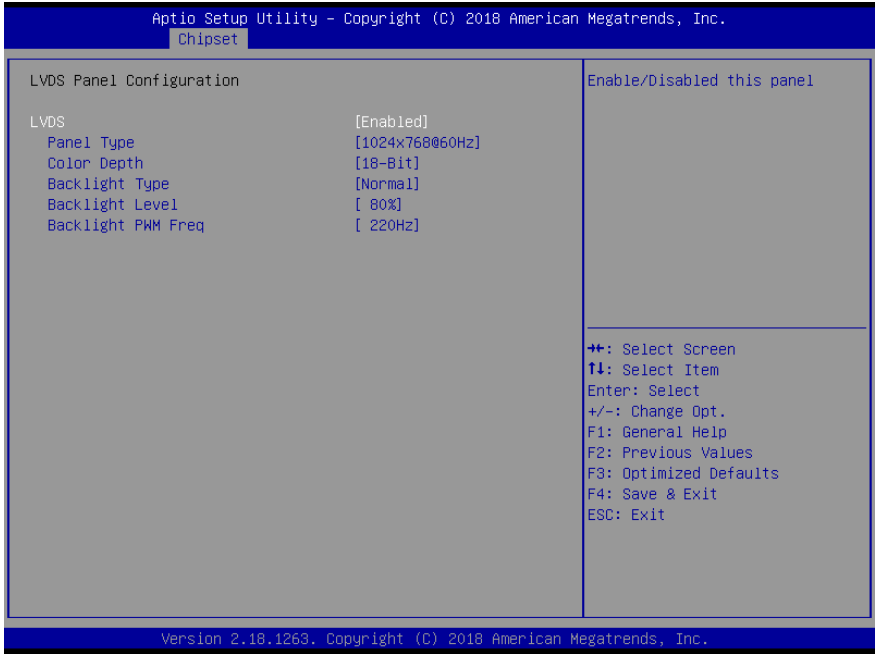 Aptio Setup Utility – Copyright (C) 2018 American Megatrends, Inc.
Chipset
LVDS Panel Configuration
LVDS [Enabled]
Panel Type [1024x768@60Hz]
Color Depth [18-Bit]
Backlight Type [Normal]
Backlight Level [ 80%]
Backlight PWM Freq [ 220Hz]
Enable/Disabled this panel
→←: Select Screen
↑↓: Select Item
Enter: Select
+/-: Change Opt.
F1: General Help
F2: Previous Values
F3: Optimized Defaults
F4: Save & Exit
ESC: Exit
Version 2.18.1263. Copyright (C) 2018 American Megatrends, Inc.